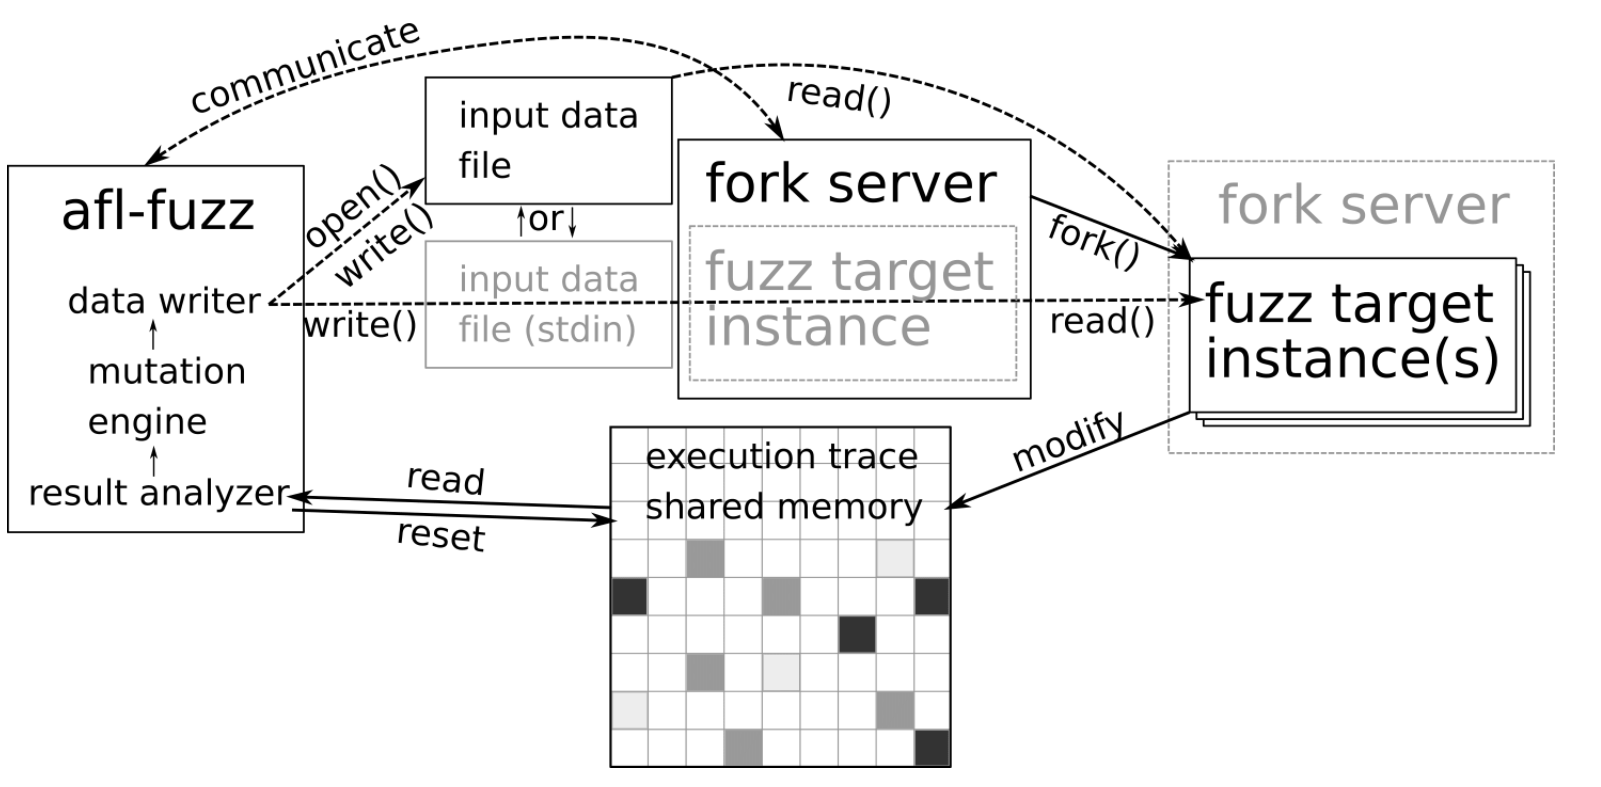 communicate
read()
input data
file
afl-fuzz
open()
write()
or
fork server
fork server
fork()
input data
file (stdin)
fuzz target
instance
data writer
write()
read()
fuzz target
instance(s)
mutation
engine
result analyzer
read
reset
modify
execution trace
shared memory